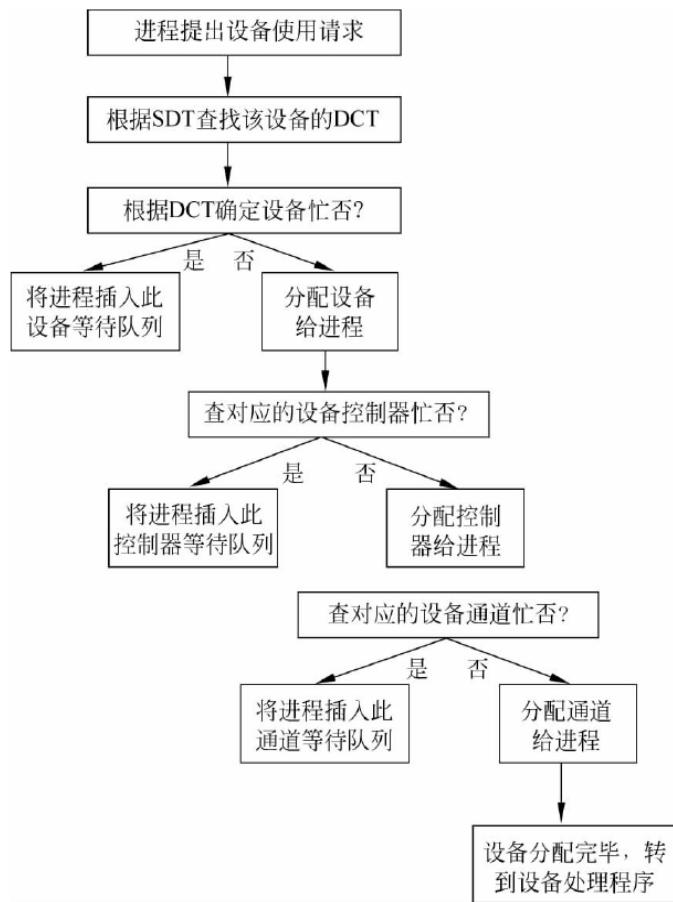 进程提出设备使用请求
根据SDT查找该设备的DCT
根据DCT确定设备忙否?
是 否
将进程插入此
设备等待队列
分配设备
给进程
查对应的设备控制器忙否?
是 否
将进程插入此
控制器等待队列
分配控制
器给进程
查对应的设备通道忙否?
是 否
将进程插入此
通道等待队列
分配通道
给进程
设备分配完毕，转
到设备处理程序